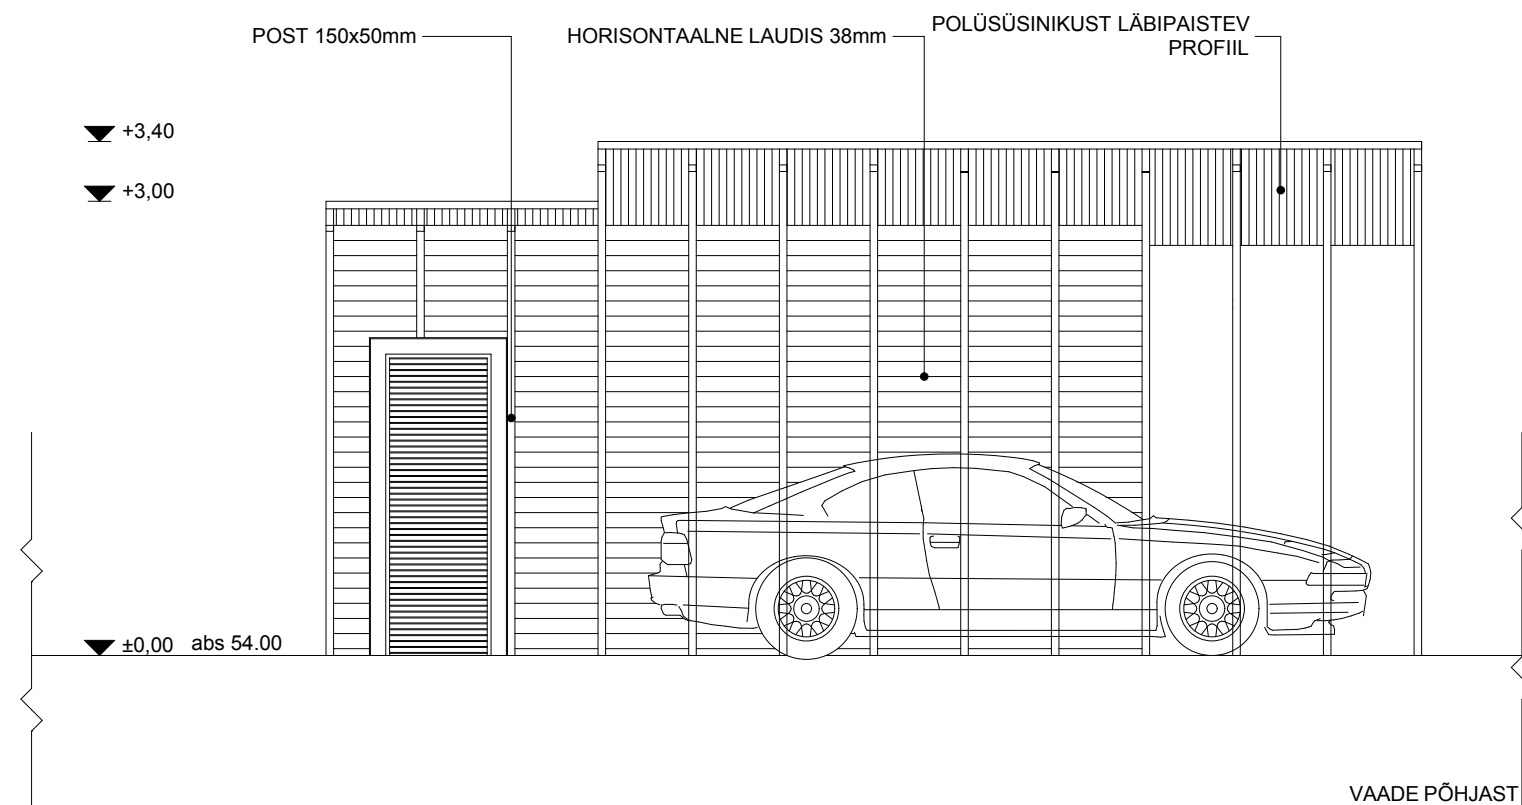 POST 150x50mm
HORISONTAALNE LAUDIS 38mm
POLÜSÜSINIKUST LÄBIPAISTEV
PROFIIL
+3,40
+3,00
±0,00 abs 54.00
VAADE PÕHJAST